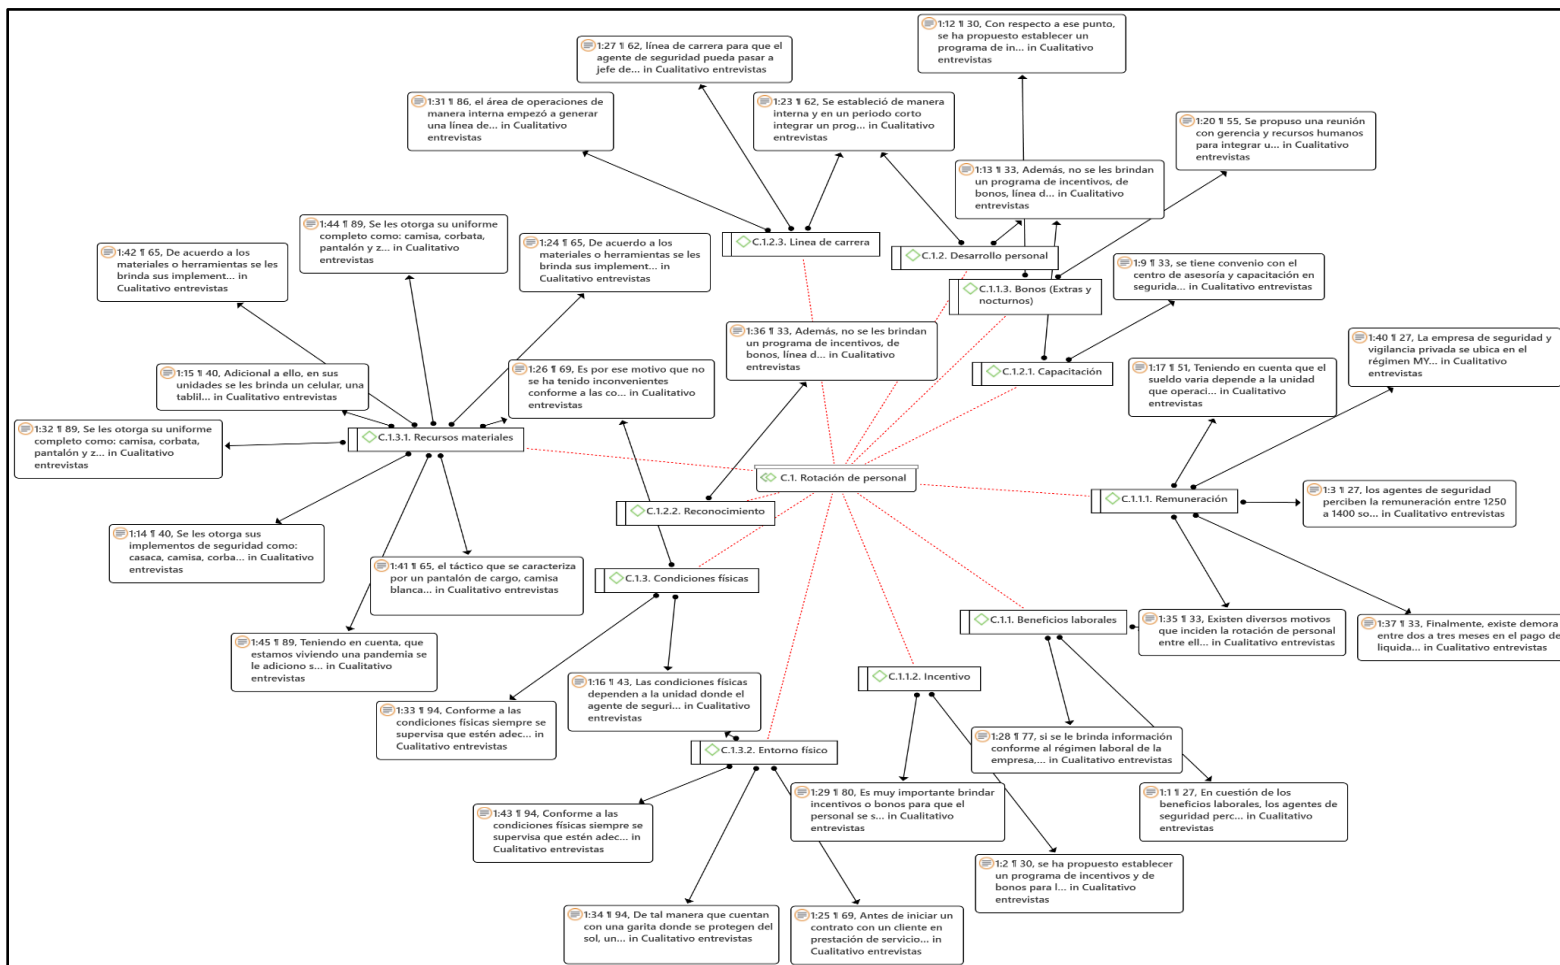 1:12 ¶ 30, Con respecto a ese punto,
se ha propuesto establecer un
programa de in... in Cualitativo
entrevistas
1:27 ¶ 62, línea de carrera para que el
agente de seguridad pueda pasar a
jefe de... in Cualitativo entrevistas
1:31 ¶ 86, el área de operaciones de
manera interna empezó a generar
una línea de... in Cualitativo
entrevistas
1:23 ¶ 62, Se estableció de manera
interna y en un periodo corto
integrar un prog... in Cualitativo
entrevistas
1:20 ¶ 55, Se propuso una reunión
con gerencia y recursos humanos
para integrar u... in Cualitativo
entrevistas
1:13 ¶ 33, Además, no se les brindan
un programa de incentivos, de
bonos, línea d... in Cualitativo
entrevistas
1:44 ¶ 89, Se les otorga su uniforme
completo como: camisa, corbata,
pantalón y z... in Cualitativo
entrevistas
1:42 ¶ 65, De acuerdo a los
materiales o herramientas se les
brinda sus implement... in
Cualitativo entrevistas
1:24 ¶ 65, De acuerdo a los
materiales o herramientas se les
brinda sus implement... in
Cualitativo entrevistas
C.1.2.3. Linea de carrera
C.1.2. Desarrollo personal
C.1.1.3. Bonos (Extras y
nocturnos)
1:9 ¶ 33, se tiene convenio con el
centro de asesoría y capacitación en
segurida... in Cualitativo entrevistas
1:36 ¶ 33, Además, no se les brindan
un programa de incentivos, de
bonos, línea d... in Cualitativo
entrevistas
1:40 ¶ 27, La empresa de seguridad y
vigilancia privada se ubica en el
régimen MY... in Cualitativo
entrevistas
1:15 ¶ 40, Adicional a ello, en sus
unidades se les brinda un celular, una
tablil... in Cualitativo entrevistas
1:26 ¶ 69, Es por ese motivo que no
se ha tenido inconvenientes
conforme a las co... in Cualitativo
entrevistas
C.1.2.1. Capacitación
1:17 ¶ 51, Teniendo en cuenta que el
sueldo varia depende a la unidad
que operaci... in Cualitativo
entrevistas
1:32 ¶ 89, Se les otorga su uniforme
completo como: camisa, corbata,
pantalón y z... in Cualitativo
entrevistas
C.1.3.1. Recursos materiales
C.1. Rotación de personal
C.1.1.1. Remuneración
1:3 ¶ 27, los agentes de seguridad
perciben la remuneración entre 1250
a 1400 so... in Cualitativo entrevistas
C.1.2.2. Reconocimiento
1:14 ¶ 40, Se les otorga sus
implementos de seguridad como:
casaca, camisa, corba... in Cualitativo
entrevistas
1:41 ¶ 65, el táctico que se caracteriza
por un pantalón de cargo, camisa
blanca... in Cualitativo entrevistas
C.1.3. Condiciones físicas
C.1.1. Beneficios laborales
1:35 ¶ 33, Existen diversos motivos
que inciden la rotación de personal
entre ell... in Cualitativo entrevistas
1:37 ¶ 33, Finalmente, existe demora
entre dos a tres meses en el pago de
liquida... in Cualitativo entrevistas
1:45 ¶ 89, Teniendo en cuenta, que
estamos viviendo una pandemia se
le adiciono s... in Cualitativo
entrevistas
1:16 ¶ 43, Las condiciones físicas
dependen a la unidad donde el
agente de seguri... in Cualitativo
entrevistas
C.1.1.2. Incentivo
1:33 ¶ 94, Conforme a las
condiciones físicas siempre se
supervisa que estén adec... in
Cualitativo entrevistas
C.1.3.2. Entorno físico
1:28 ¶ 77, si se le brinda información
conforme al régimen laboral de la
empresa,... in Cualitativo entrevistas
1:29 ¶ 80, Es muy importante brindar
incentivos o bonos para que el
personal se s... in Cualitativo
entrevistas
1:1 ¶ 27, En cuestión de los
beneficios laborales, los agentes de
seguridad perc... in Cualitativo
entrevistas
1:43 ¶ 94, Conforme a las
condiciones físicas siempre se
supervisa que estén adec... in
Cualitativo entrevistas
1:2 ¶ 30, se ha propuesto establecer
un programa de incentivos y de
bonos para l... in Cualitativo
entrevistas
1:34 ¶ 94, De tal manera que cuentan
con una garita donde se protegen del
sol, un... in Cualitativo entrevistas
1:25 ¶ 69, Antes de iniciar un
contrato con un cliente en
prestación de servicio... in
Cualitativo entrevistas